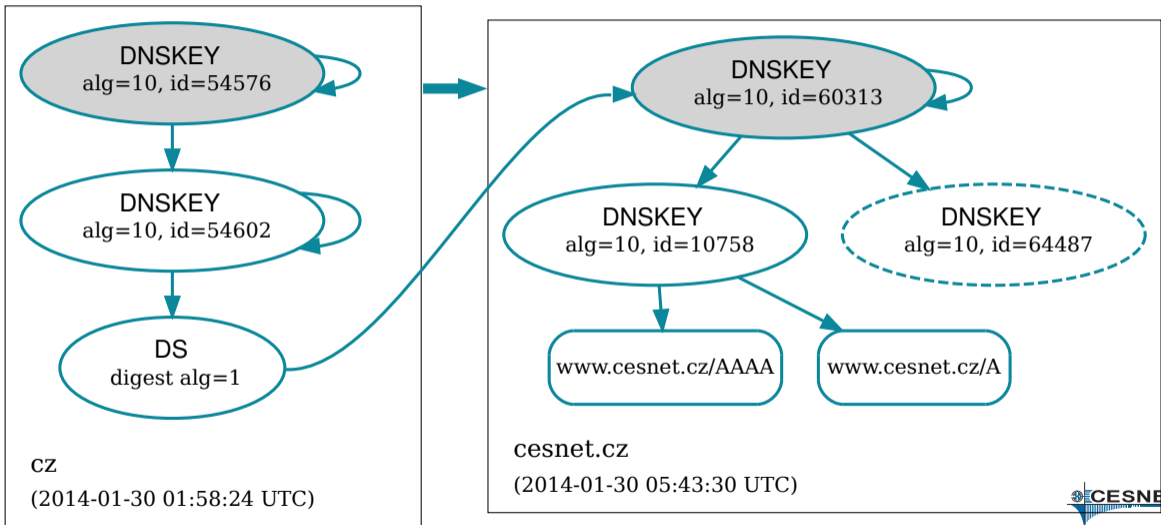 DNSKEY
alg=10, id=54576
DNSKEY
alg=10, id=54602
DS
digest alg=1
cz
(2014-01-30 01:58:24 UTC)
DNSKEY
alg=10, id=60313
DNSKEY
alg=10, id=10758
DNSKEY
alg=10, id=64487
www.cesnet.cz/AAAA
www.cesnet.cz/A
cesnet.cz
(2014-01-30 05:43:30 UTC)
CESNE